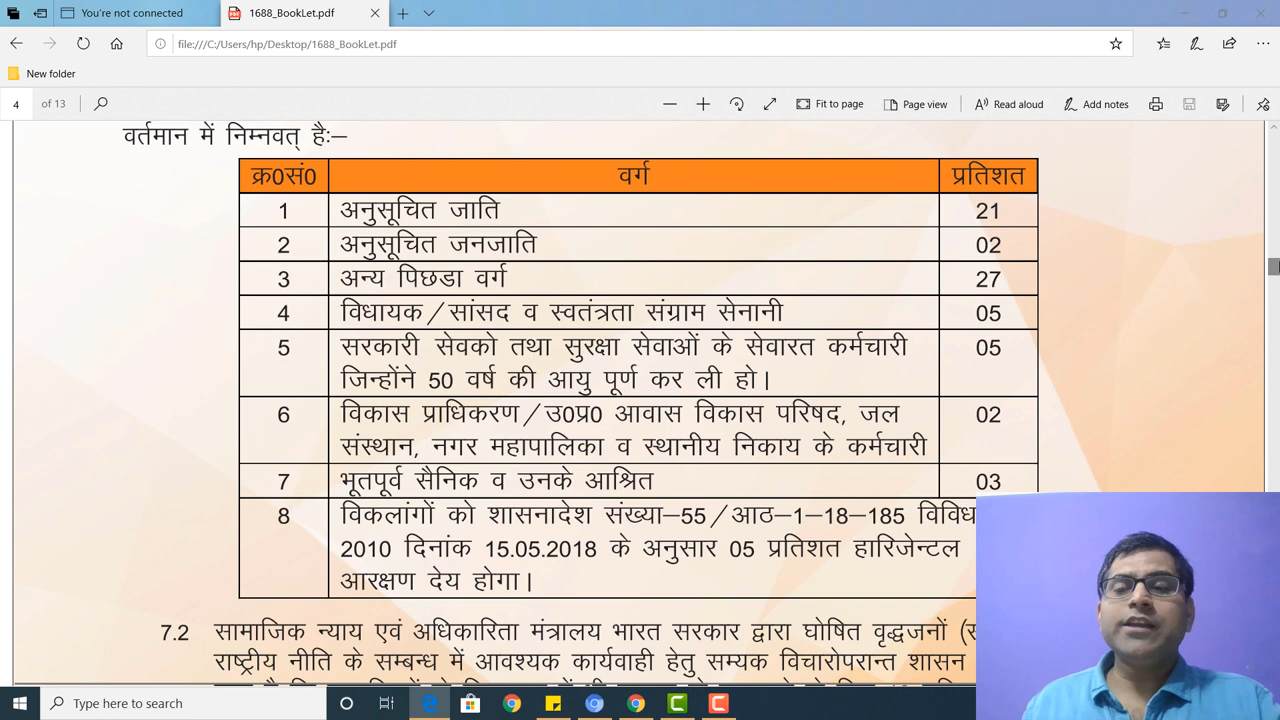 You're not connected
1688_BookLet.pdf
file:///C:/Users/hp/Desktop/1688_BookLet.pdf
New folder
4 of 13
Fit to page
Page view
Read aloud
Add notes
वर्तमान में निम्नवत् है:–
क्र0सं0 वर्ग प्रतिशत
1 अनुसूचित जाति 21
2 अनुसूचित जनजाति 02
3 अन्य पिछडा वर्ग 27
4 विधायक/सांसद व स्वतंत्रता संग्राम सेनानी 05
5 सरकारी सेवको तथा सुरक्षा सेवाओं के सेवारत कर्मचारी 05
जिन्होंने 50 वर्ष की आयु पूर्ण कर ली हो।
6 विकास प्राधिकरण/उ0प्र0 आवास विकास परिषद, जल 02
संस्थान, नगर महापालिका व स्थानीय निकाय के कर्मचारी
7 भूतपूर्व सैनिक व उनके आश्रित 03
8 विकलांगों को शासनादेश संख्या–55/आठ–1–18–185 विविध
2010 दिनांक 15.05.2018 के अनुसार 05 प्रतिशत हारिजेन्टल
आरक्षण देय होगा।
7.2 सामाजिक न्याय एवं अधिकारिता मंत्रालय भारत सरकार द्वारा घोषित वृद्धजनों
राष्ट्रीय नीति के सम्बन्ध में आवश्यक कार्यवाही हेतु सम्यक विचारोपरान्त शासन
Type here to search